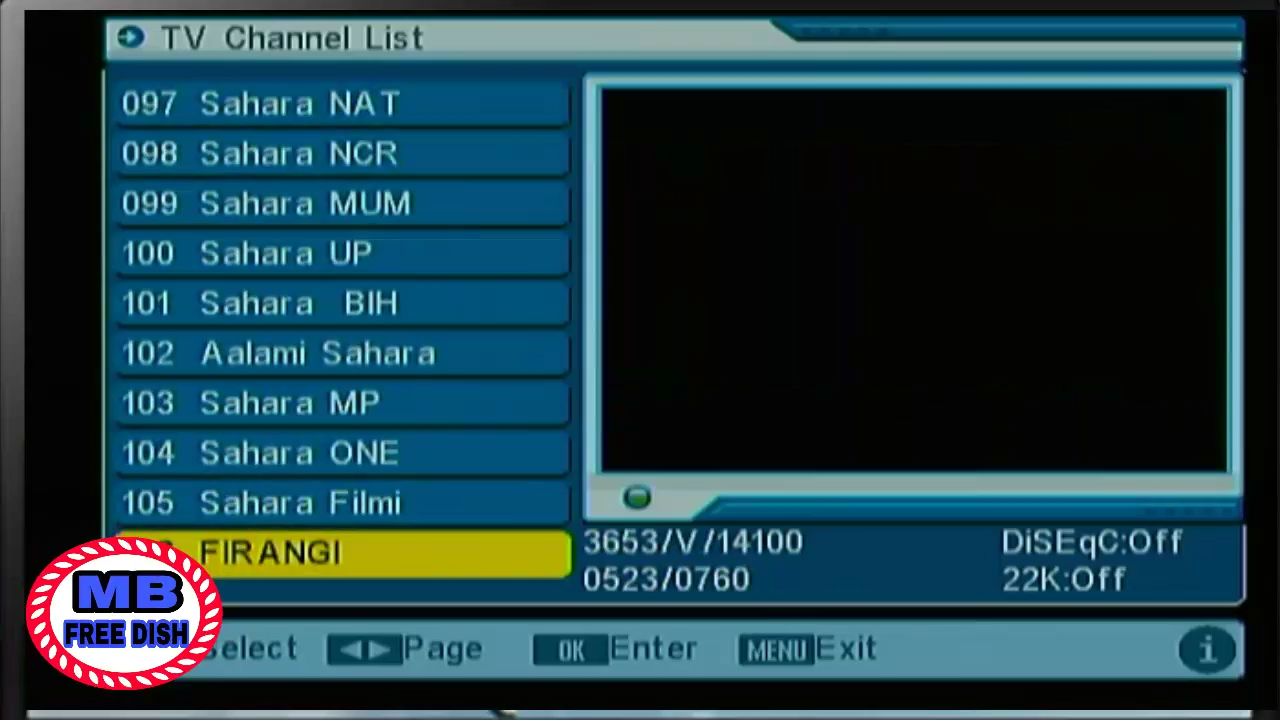 TV Channel List
097 Sahara NAT
098 Sahara NCR
099 Sahara MUM
100 Sahara UP
101 Sahara BIH
102 Aalami Sahara
103 Sahara MP
104 Sahara ONE
105 Sahara Filmi
FIRANGI
3653/V/14100 DiSEqC:Off
0523/0760 22K:Off
MB
FREE DISH
Select Page OK Enter MENU Exit i